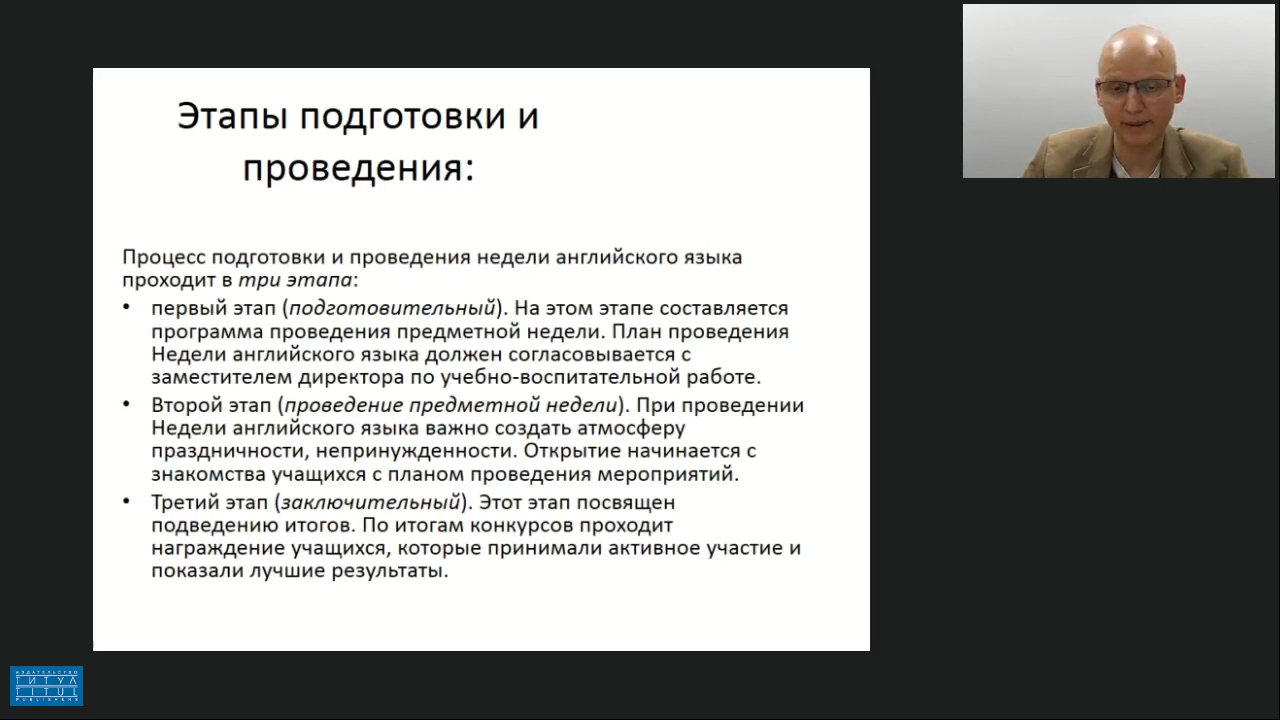 Этапы подготовки и
проведения:
Процесс подготовки и проведения недели английского языка
проходит в три этапа:
• первый этап (подготовительный). На этом этапе составляется
программа проведения предметной недели. План проведения
Недели английского языка должен согласовывается с
заместителем директора по учебно-воспитательной работе.
• Второй этап (проведение предметной недели). При проведении
Недели английского языка важно создать атмосферу
праздничности, непринужденности. Открытие начинается с
знакомства учащихся с планом проведения мероприятий.
• Третий этап (заключительный). Этот этап посвящен
подведению итогов. По итогам конкурсов проходит
награждение учащихся, которые принимали активное участие и
показали лучшие результаты.
ИЗДАТЕЛЬСТВО
ТИТУЛ
TITUL
PUBLISHERS